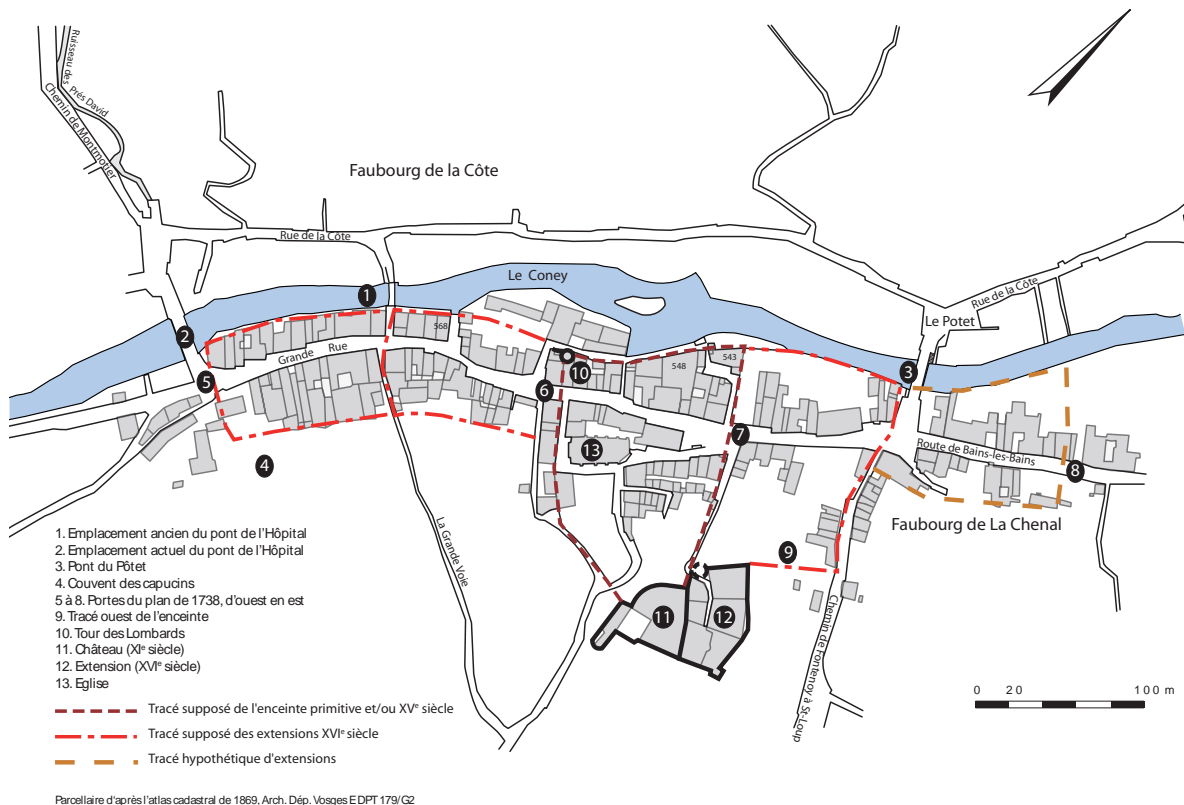 Ruisseau des
Prés David
Chemin de Montmotier
Faubourg de la Côte
Rue de la Côte
Le Coney
Rue de la Côte
Le Potet
1
2
568
543
548
3
Grande Rue
5
10
6
7
13
Route de Bains-les-Bains
8
4
Faubourg de La Chenal
9
La Grande Voie
11
12
Chemin de Fontenoy à St-Loup
1. Emplacement ancien du pont de l'Hôpital
2. Emplacement actuel du pont de l'Hôpital
3. Pont du Pôtet
4. Couvent des capucins
5 à 8. Portes du plan de 1738, d'ouest en est
9. Tracé ouest de l'enceinte
10. Tour des Lombards
11. Château (XIe siècle)
12. Extension (XVIe siècle)
13. Eglise
0 20 100 m
Tracé supposé de l'enceinte primitive et/ou XVe siècle
Tracé supposé des extensions XVIe siècle
Tracé hypothétique d'extensions
Parcellaire d'après l'atlas cadastral de 1869, Arch. Dép. Vosges E DPT 179/G2